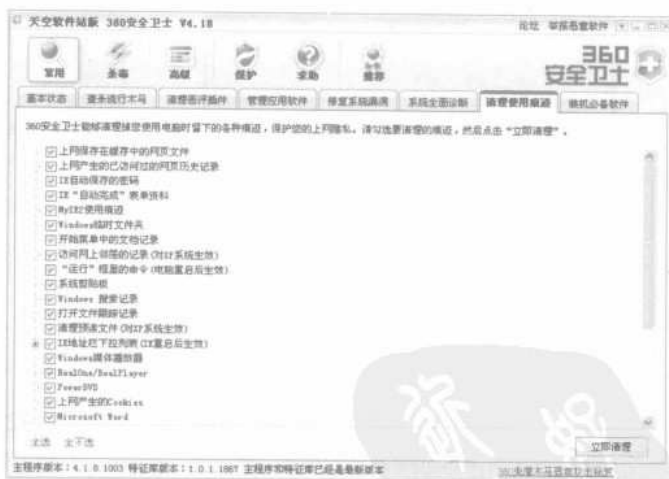 天空软件站版 360安全卫士 V4.18
论坛 举报恶意软件
常用 杀毒 高级 保护 求助 推荐
360
安全卫士
基本状态 查杀流行木马 清理恶评插件 管理应用软件 修复系统漏洞 系统全面诊断 清理使用痕迹 装机必备软件
360安全卫士能够清理掉您使用电脑时留下的各种痕迹，保护您的上网隐私。请勾选要清理的痕迹，然后点击“立即清理”。
上网保存在缓存中的网页文件
上网产生的已访问过的网页历史记录
IE自动保存的密码
IE“自动完成”表单资料
MyIE2使用痕迹
Windows临时文件夹
开始菜单中的文档记录
访问网上邻居的记录(对XP系统生效)
“运行”框里的命令(电脑重启后生效)
系统剪贴板
Windows 搜索记录
打开文件跟踪记录
清理预读文件(对XP系统生效)
IE地址栏下拉列表(IE重启后生效)
Windows媒体播放器
RealOne/RealPlayer
PowerDVD
上网产生的Cookies
Microsoft Word
全选 全不选
立即清理
主程序版本：4.1.0.1003 特征库版本：1.0.1.1867 主程序和特征库已经是最新版本